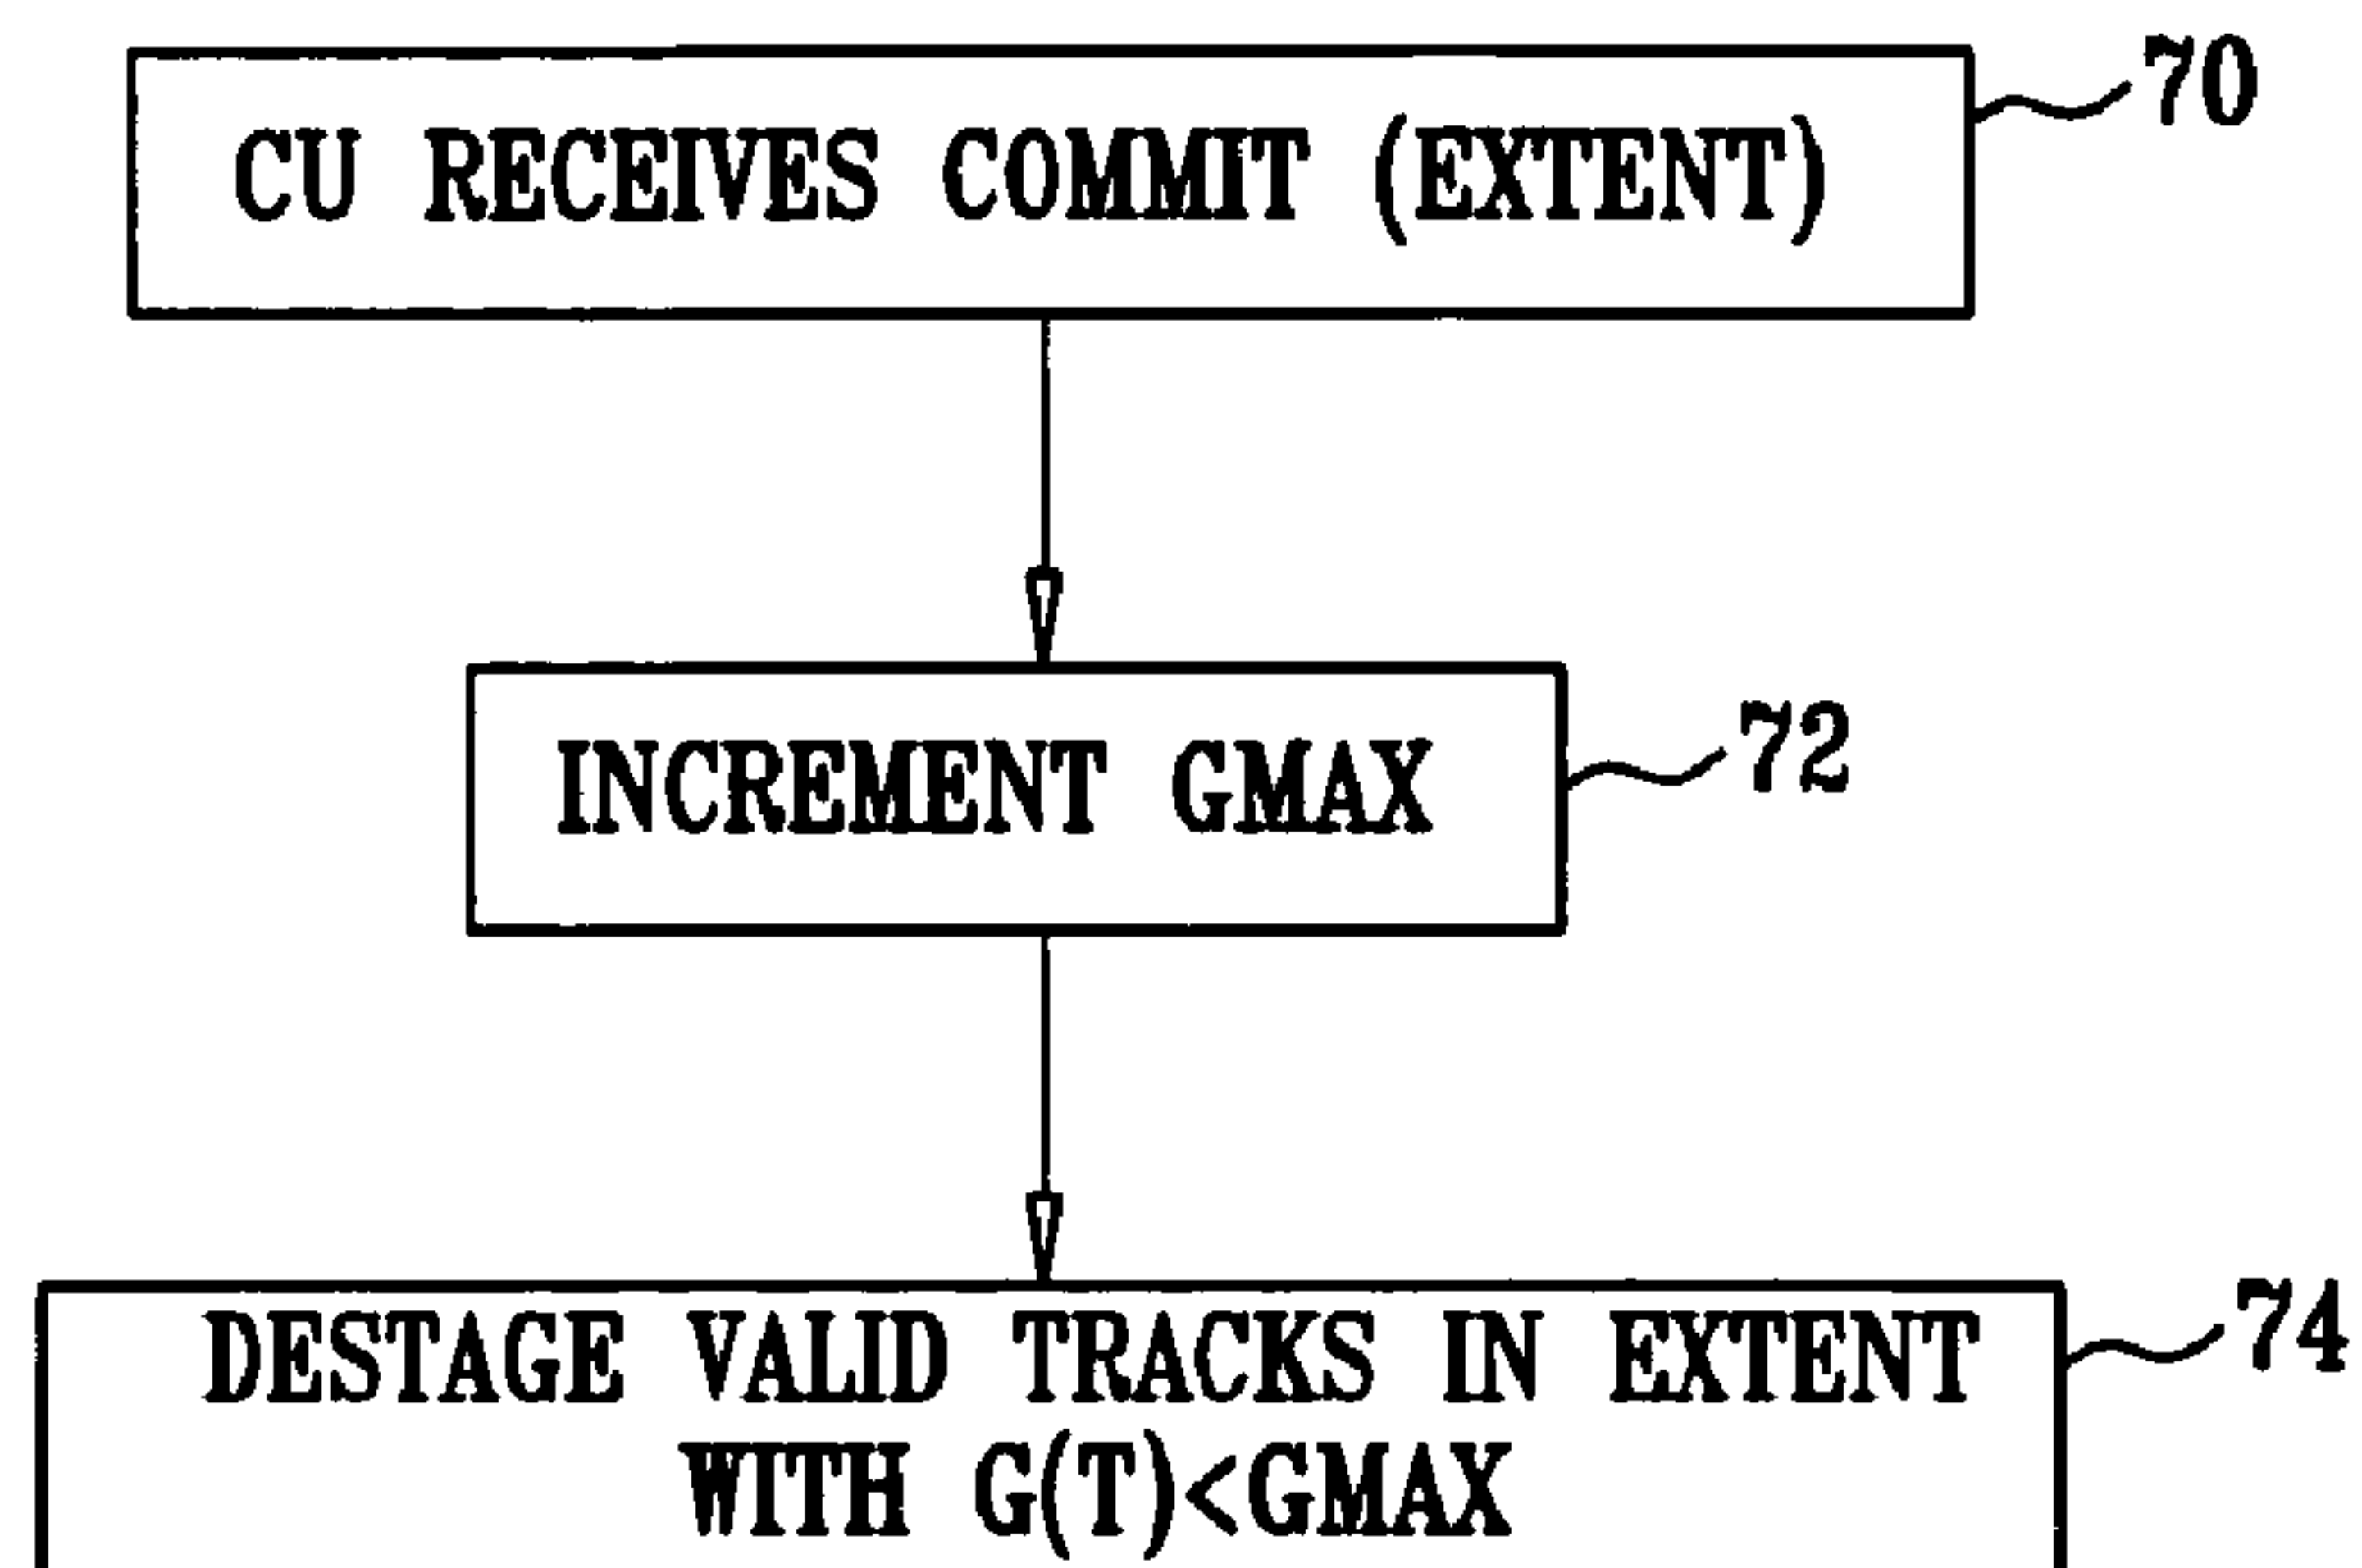 CU RECEIVES COMMIT (EXTENT)
70
INCREMENT GMAX
72
DESTAGE VALID TRACKS IN EXTENT
74
WITH G(T)<GMAX